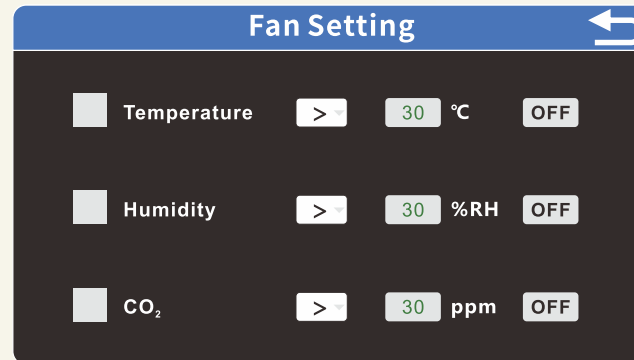 Fan Setting
Temperature > 30 ℃ OFF
Humidity > 30 %RH OFF
CO₂ > 30 ppm OFF